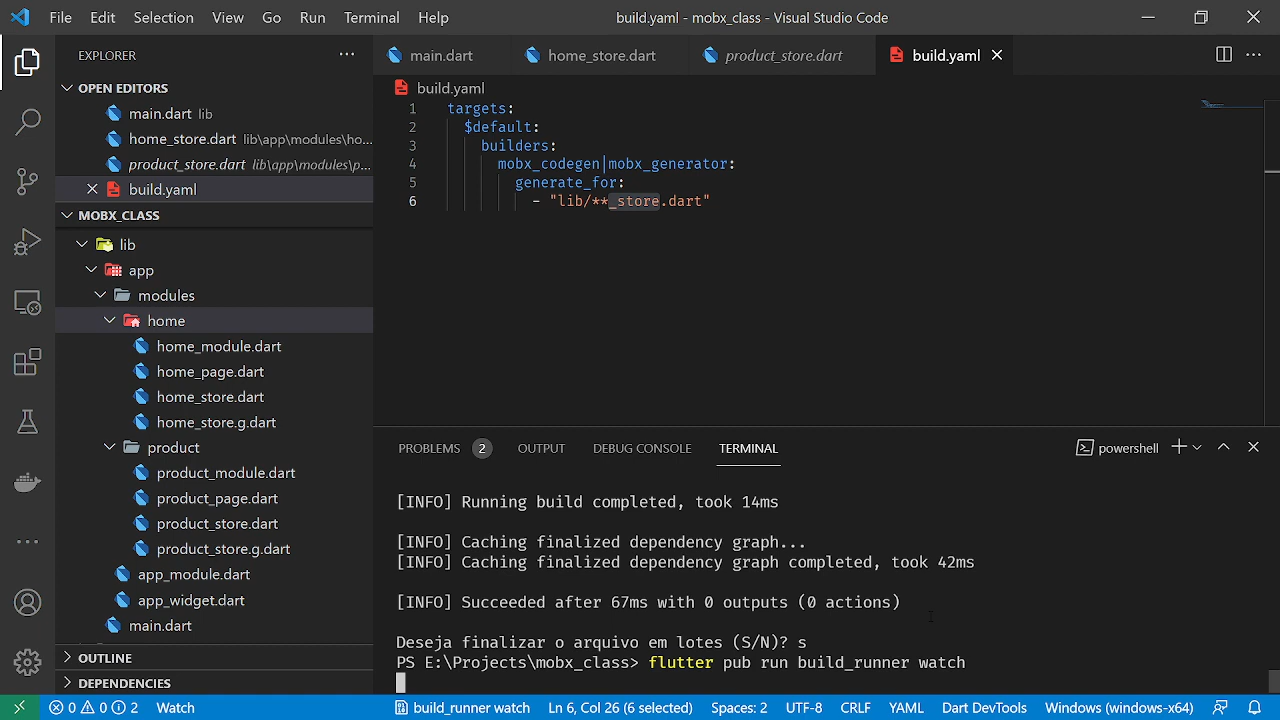 File Edit Selection View Go Run Terminal Help build.yaml - mobx_class - Visual Studio Code
EXPLORER
OPEN EDITORS
main.dart lib
home_store.dart lib\app\modules\ho...
product_store.dart lib\app\modules\p...
build.yaml
MOBX_CLASS
lib
app
modules
home
home_module.dart
home_page.dart
home_store.dart
home_store.g.dart
product
product_module.dart
product_page.dart
product_store.dart
product_store.g.dart
app_module.dart
app_widget.dart
main.dart
OUTLINE
DEPENDENCIES
main.dart home_store.dart product_store.dart build.yaml
build.yaml
1 targets:
2 $default:
3 builders:
4 mobx_codegen|mobx_generator:
5 generate_for:
6 - "lib/**_store.dart"
PROBLEMS 2 OUTPUT DEBUG CONSOLE TERMINAL powershell
[INFO] Running build completed, took 14ms
[INFO] Caching finalized dependency graph...
[INFO] Caching finalized dependency graph completed, took 42ms
[INFO] Succeeded after 67ms with 0 outputs (0 actions)
Deseja finalizar o arquivo em lotes (S/N)? s
PS E:\Projects\mobx_class> flutter pub run build_runner watch
0 0 2 Watch build_runner watch Ln 6, Col 26 (6 selected) Spaces: 2 UTF-8 CRLF YAML Dart DevTools Windows (windows-x64)